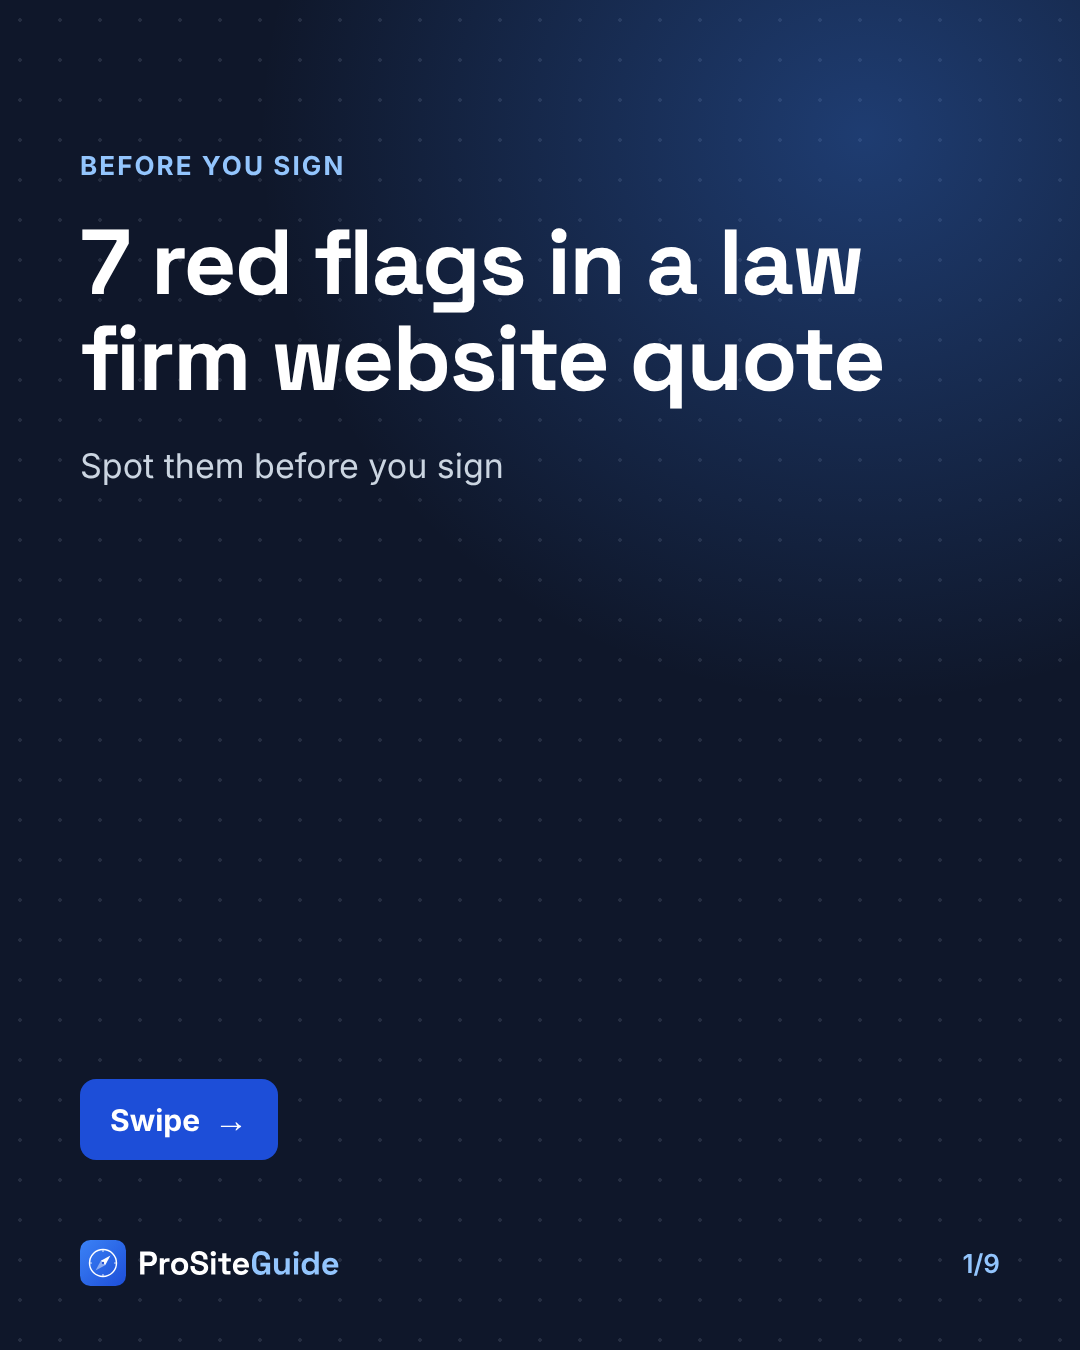 BEFORE YOU SIGN
7 red flags in a law
firm website quote
Spot them before you sign
Swipe →
ProSiteGuide
1/9